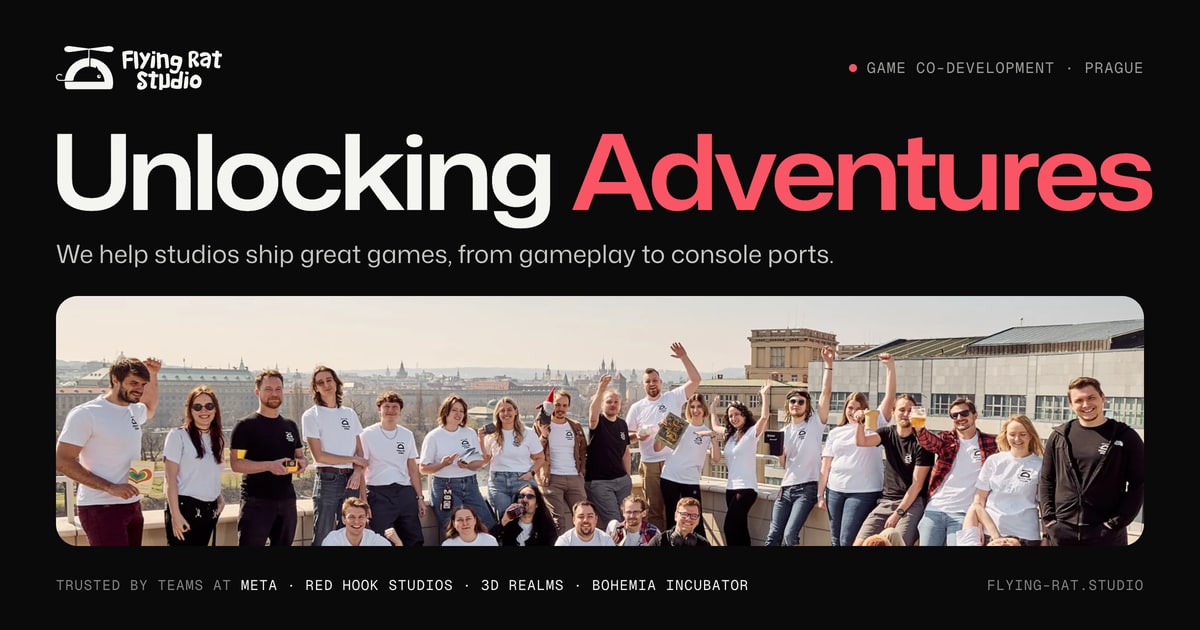 Flying Rat
Studio
GAME CO-DEVELOPMENT · PRAGUE
Unlocking Adventures
We help studios ship great games, from gameplay to console ports.
TRUSTED BY TEAMS AT META · RED HOOK STUDIOS · 3D REALMS · BOHEMIA INCUBATOR
FLYING-RAT.STUDIO